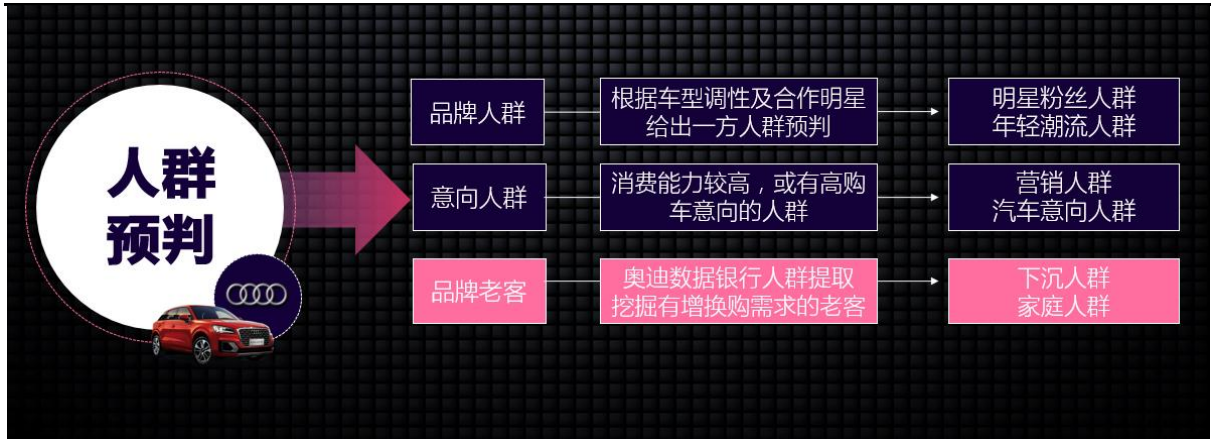 人群
预判
品牌人群
根据车型调性及合作明星
给出一方人群预判
明星粉丝人群
年轻潮流人群
意向人群
消费能力较高，或有高购
车意向的人群
营销人群
汽车意向人群
品牌老客
奥迪数据银行人群提取
挖掘有增换购需求的老客
下沉人群
家庭人群